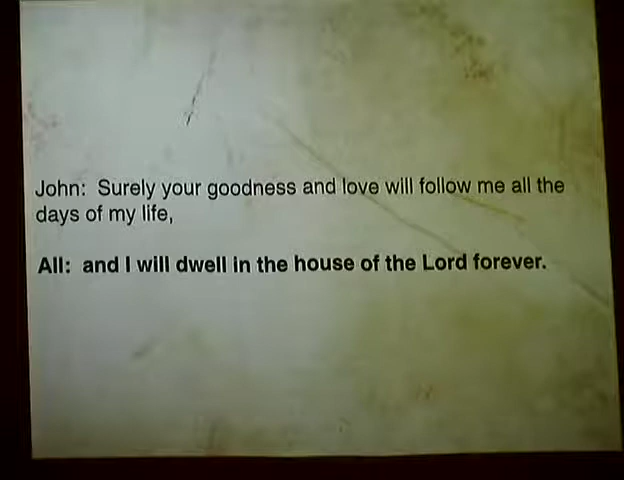 John:  Surely your goodness and love will follow me all the
days of my life,
All:  and I will dwell in the house of the Lord forever.